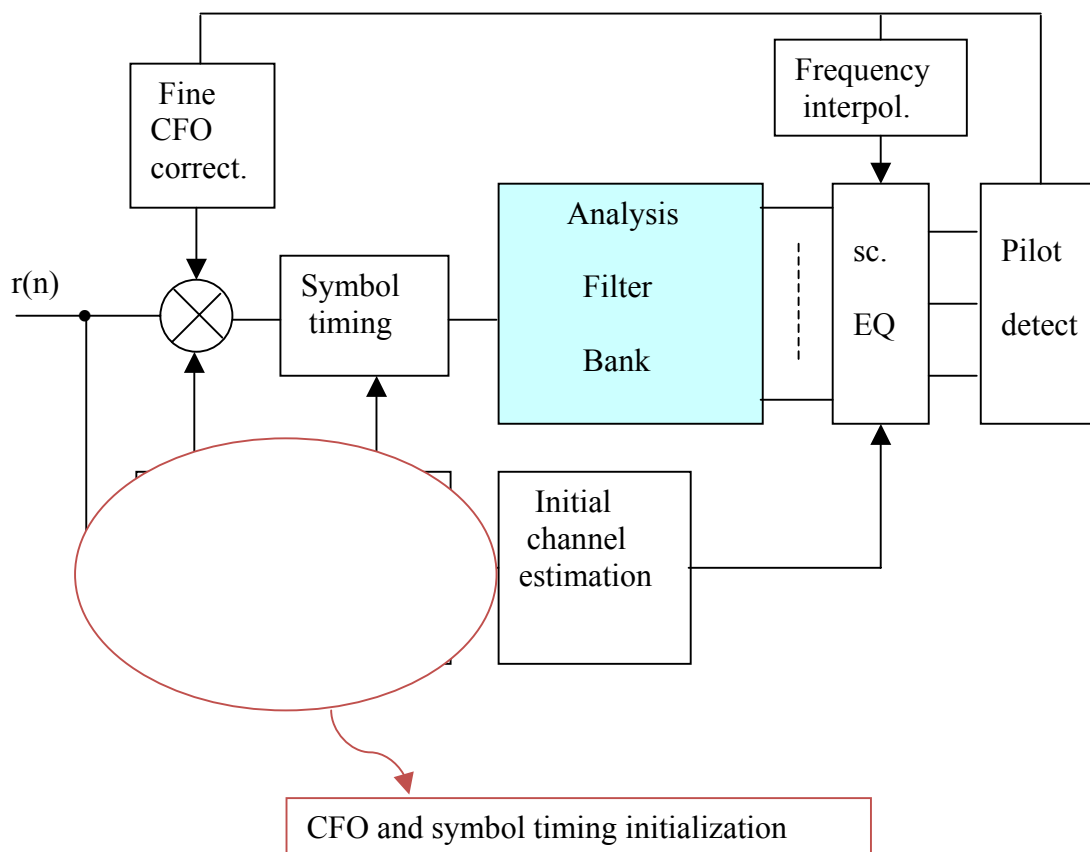 Fine
CFO
correct.
Frequency
interpol.
r(n)
Symbol
timing
Analysis
Filter
Bank
sc.
EQ
Pilot
detect
Initial
channel
estimation
CFO and symbol timing initialization